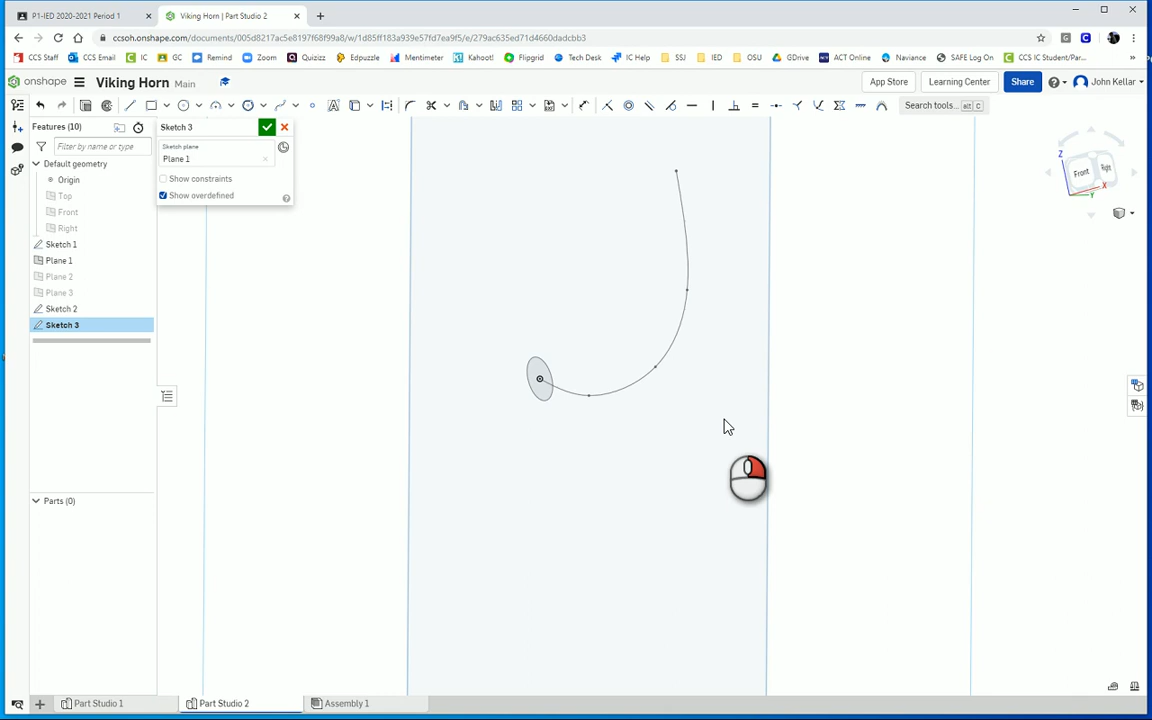 P1-IED 2020-2021 Period 1
Viking Horn | Part Studio 2
cad.onshape.com/documents/005d8217ac5e8197f68f99a8/w/1d85ff183a939e57fd7ea9f5/e/279ac635ed71d4660dadcbb3
CCS Staff
IC
GC
Remind
Zoom
Quizizz
Edpuzzle
Mentimeter
Kahoot!
Flipgrid
Tech Desk
IC Help
SSJ
IED
OSU
GDrive
ACT Online
Naviance
SAFE Log On
CCS IC Student/Par...
onshape
Viking Horn Main
App Store
Learning Center
Share
John Kellar
Search tools...
alt C
Features (10)
Filter by name or type
Default geometry
Origin
Top
Front
Right
Sketch 1
Plane 1
Plane 2
Plane 3
Sketch 2
Sketch 3
Parts (0)
Sketch 3
Sketch plane
Plane 1
Show constraints
Show overdefined
Z
Front
Right
X
Y
Part Studio 1
Part Studio 2
Assembly 1